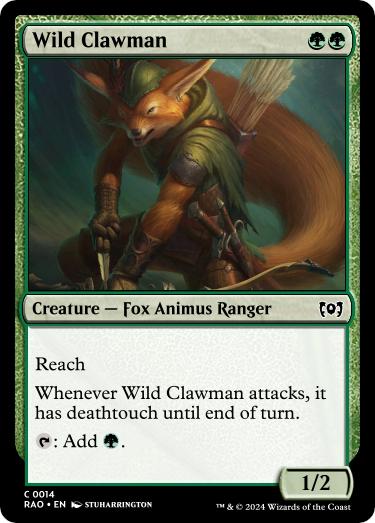 Wild Clawman
Creature — Fox Animus Ranger
Reach
Whenever Wild Clawman attacks, it
has deathtouch until end of turn.
: Add .
1/2
C 0014
RAO • EN STUHARRINGTON
™ & © 2024 Wizards of the Coast